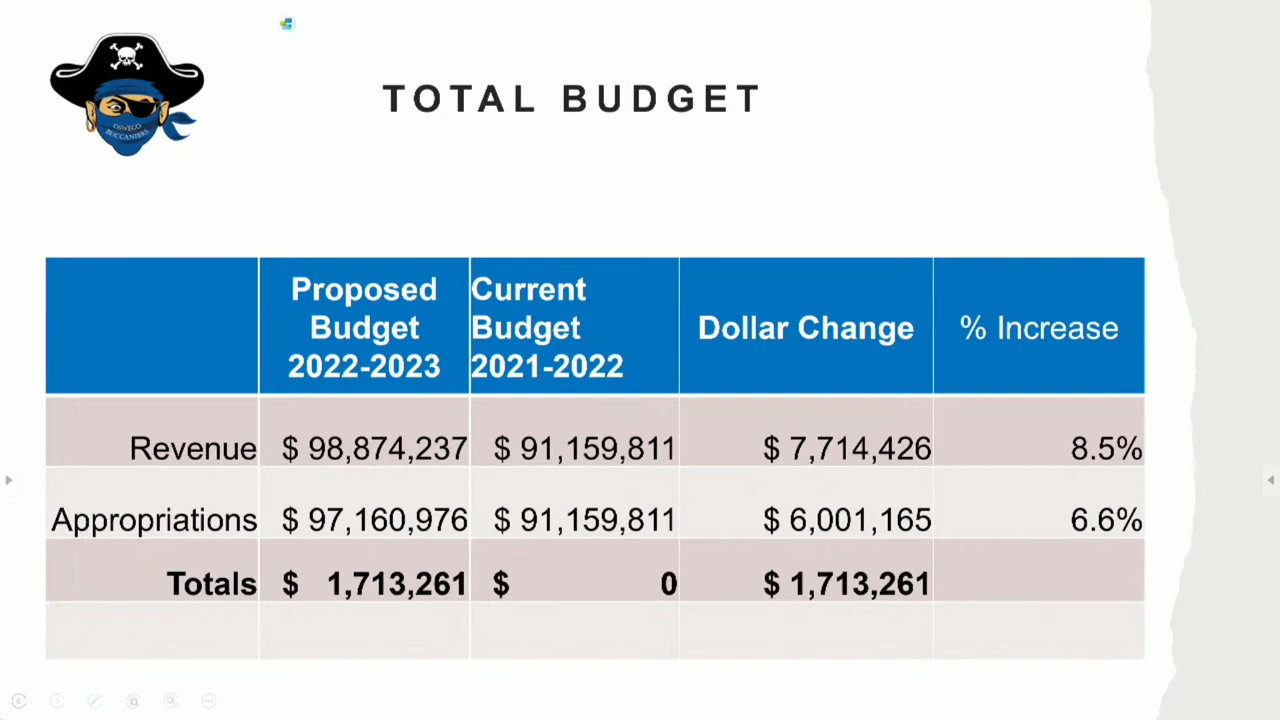 OSWEGO
BUCCANEERS
TOTAL BUDGET
Proposed Budget 2022-2023 Current Budget 2021-2022 Dollar Change % Increase
Revenue $ 98,874,237 $ 91,159,811 $ 7,714,426 8.5%
Appropriations $ 97,160,976 $ 91,159,811 $ 6,001,165 6.6%
Totals $ 1,713,261 $ 0 $ 1,713,261